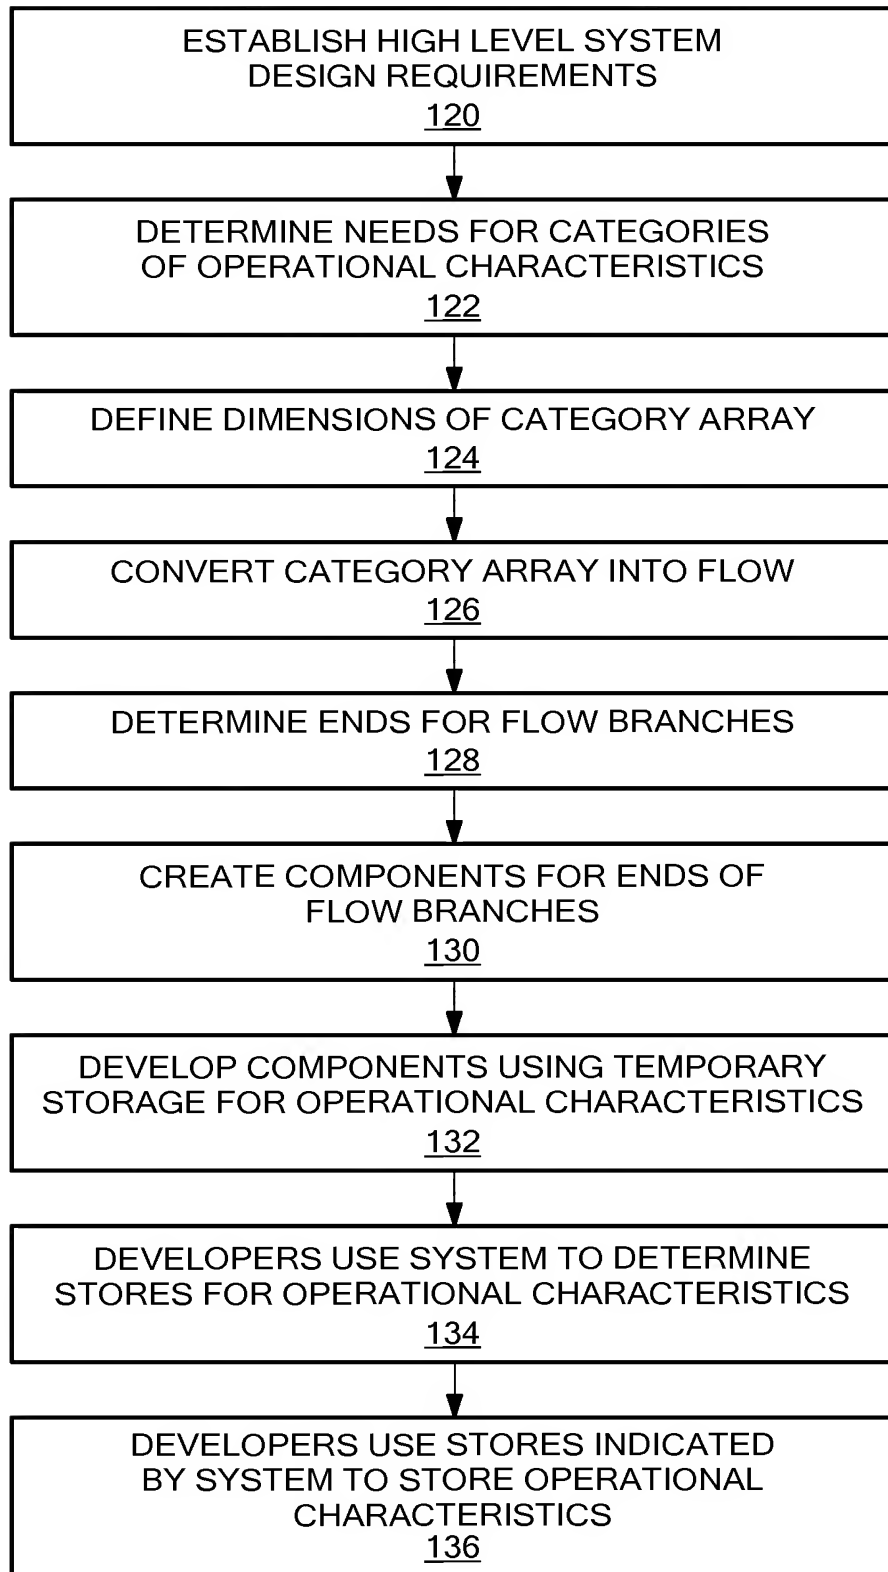 ESTABLISH HIGH LEVEL SYSTEM
DESIGN REQUIREMENTS
120
DETERMINE NEEDS FOR CATEGORIES
OF OPERATIONAL CHARACTERISTICS
122
DEFINE DIMENSIONS OF CATEGORY ARRAY
124
CONVERT CATEGORY ARRAY INTO FLOW
126
DETERMINE ENDS FOR FLOW BRANCHES
128
CREATE COMPONENTS FOR ENDS OF
FLOW BRANCHES
130
DEVELOP COMPONENTS USING TEMPORARY
STORAGE FOR OPERATIONAL CHARACTERISTICS
132
DEVELOPERS USE SYSTEM TO DETERMINE
STORES FOR OPERATIONAL CHARACTERISTICS
134
DEVELOPERS USE STORES INDICATED
BY SYSTEM TO STORE OPERATIONAL
CHARACTERISTICS
136